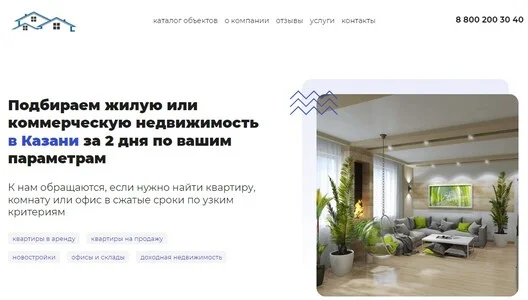 каталог объектов о компании отзывы услуги контакты
8 800 200 30 40
Подбираем жилую или
коммерческую недвижимость
в Казани за 2 дня по вашим
параметрам
К нам обращаются, если нужно найти квартиру,
комнату или офис в сжатые сроки по узким
критериям
квартиры в аренду квартиры на продажу
новостройки офисы и склады доходная недвижимость